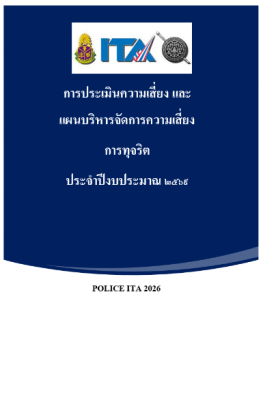 ITA
การประเมินความเสี่ยง และ
แผนบริหารจัดการความเสี่ยง
การทุจริต
ประจำปีงบประมาณ ๒๕๖๙
POLICE ITA 2026